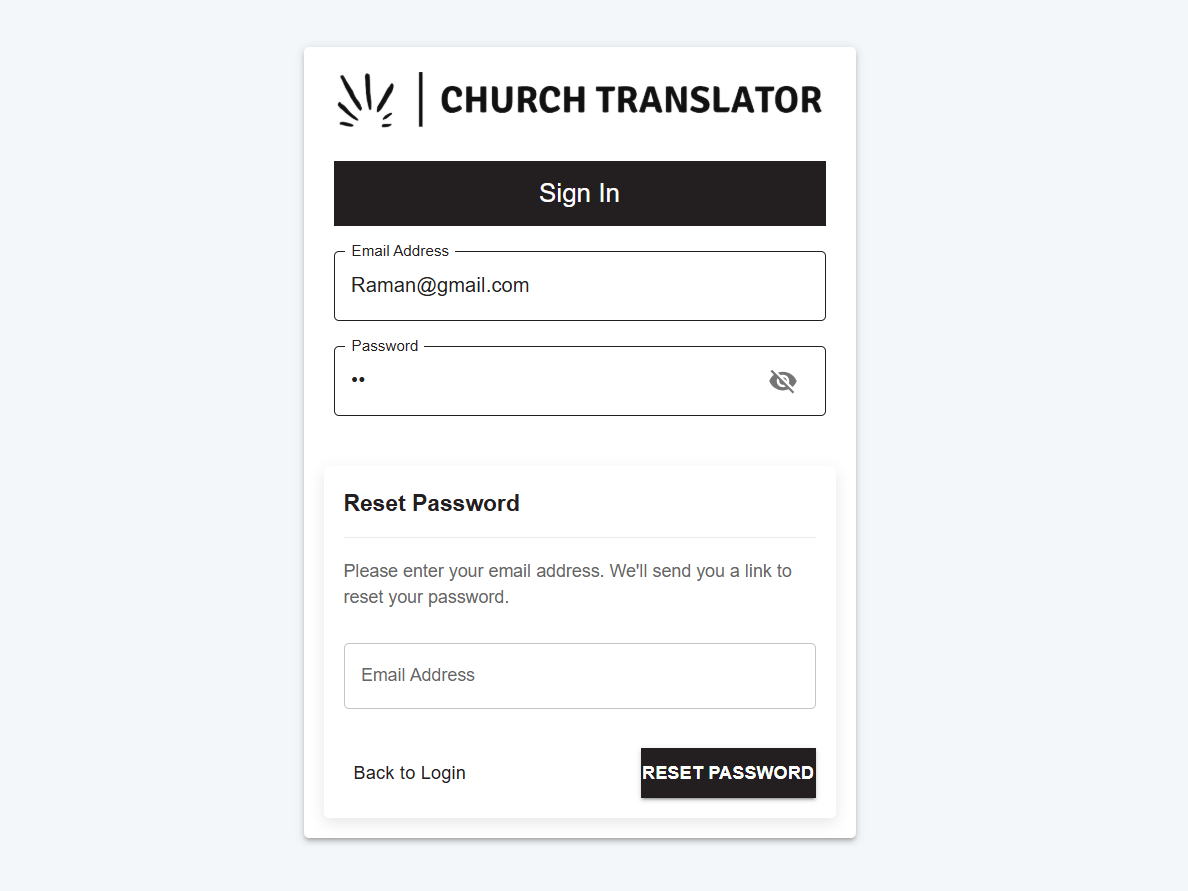 CHURCH TRANSLATOR
Sign In
Email Address
Raman@gmail.com
Password
••
Reset Password
Please enter your email address. We'll send you a link to
reset your password.
Email Address
Back to Login
RESET PASSWORD